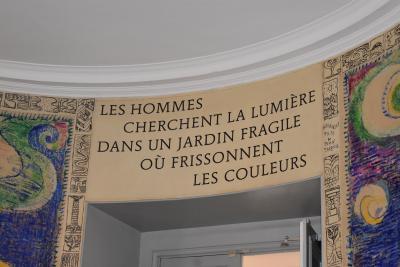 LES HOMMES
CHERCHENT LA LUMIÈRE
DANS UN JARDIN FRAGILE
OÙ FRISSONNENT
LES COULEURS